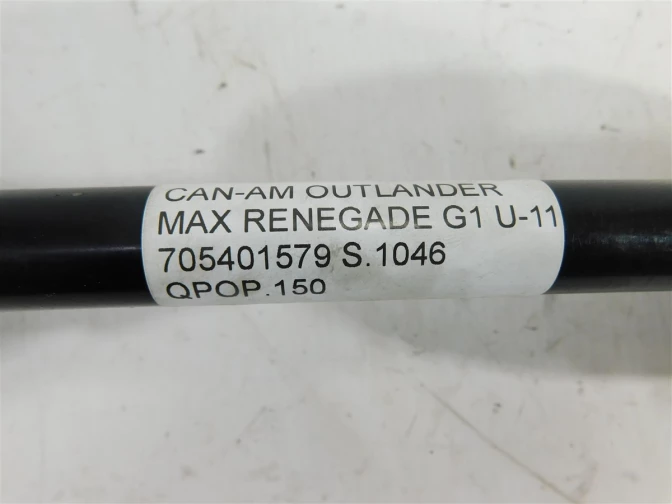 CAN-AM OUTLANDER
MAX RENEGADE G1 U-11
705401579 S.1046
QPOP.150